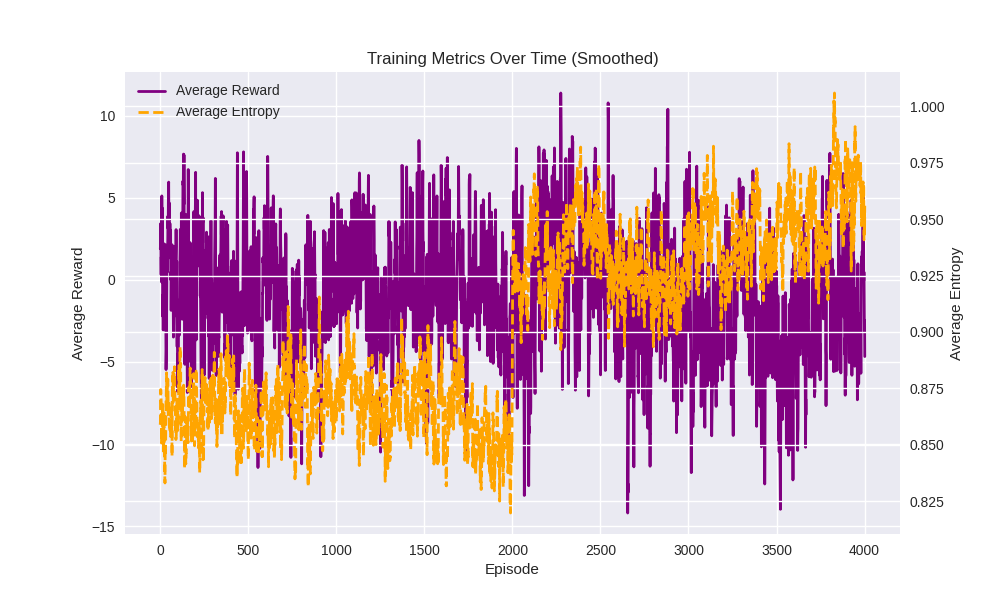 Training Metrics Over Time (Smoothed)
Average Reward
Average Entropy
10
5
0
−5
−10
−15
Average Reward
1.000
0.975
0.950
0.925
0.900
0.875
0.850
0.825
Average Entropy
0 500 1000 1500 2000 2500 3000 3500 4000
Episode